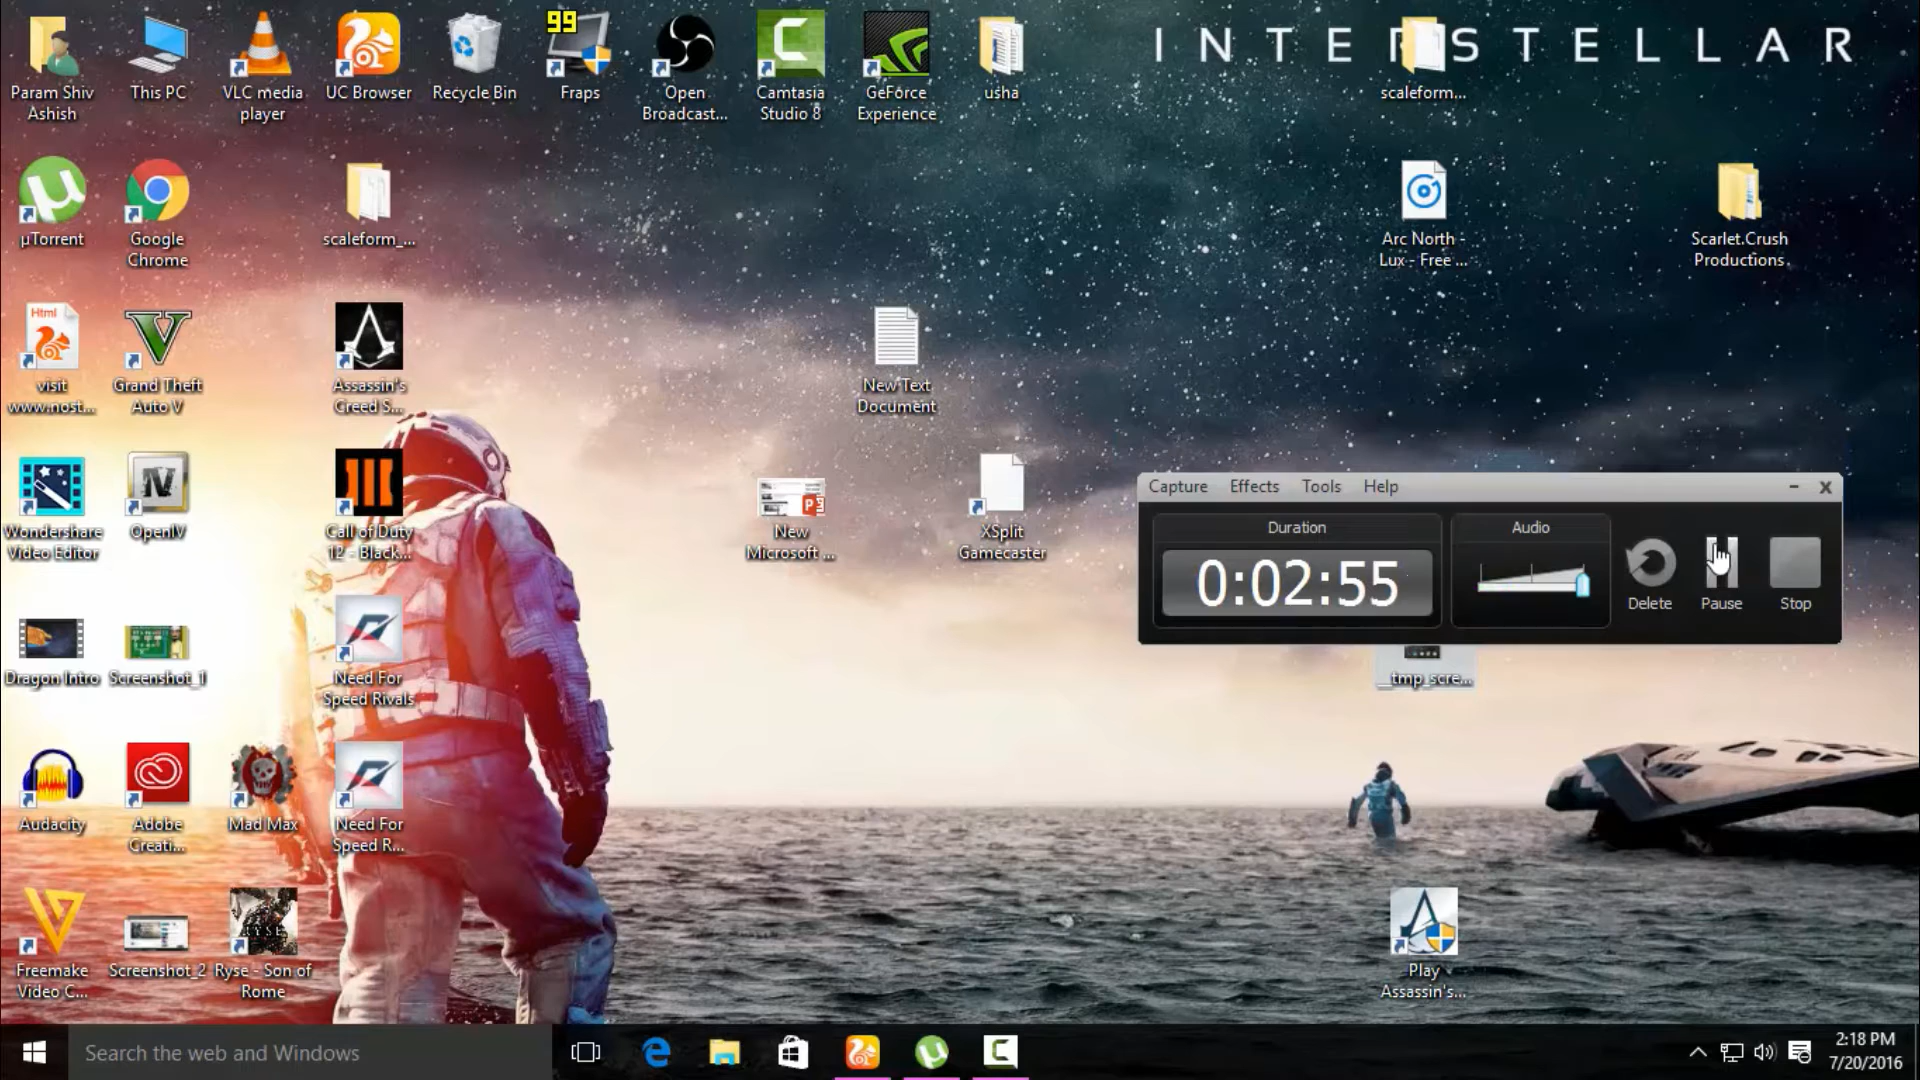 INTERSTELLAR
99
Param Shiv
Ashish
This PC
VLC media
player
UC Browser
Recycle Bin
Fraps
Open
Broadcast...
Camtasia
Studio 8
GeForce
Experience
usha
scaleform...
µTorrent
Google
Chrome
scaleform_...
Arc North -
Lux - Free ...
Scarlet.Crush
Productions
Html
visit
www.nost...
Grand Theft
Auto V
Assassin's
Creed S...
New Text
Document
Wondershare
Video Editor
IV
OpenIV
Call of Duty
12 - Black...
New
Microsoft ...
XSplit
Gamecaster
Capture Effects Tools Help
Duration
Audio
0:02:55
Delete
Pause
Stop
__tmp_scre...
Dragon Intro
Screenshot_1
Need For
Speed Rivals
Audacity
Adobe
Creati...
Mad Max
Need For
Speed R...
Freemake
Video C...
Screenshot_2
RYSE
Ryse - Son of
Rome
Play
Assassin's...
Search the web and Windows
2:18 PM
7/20/2016